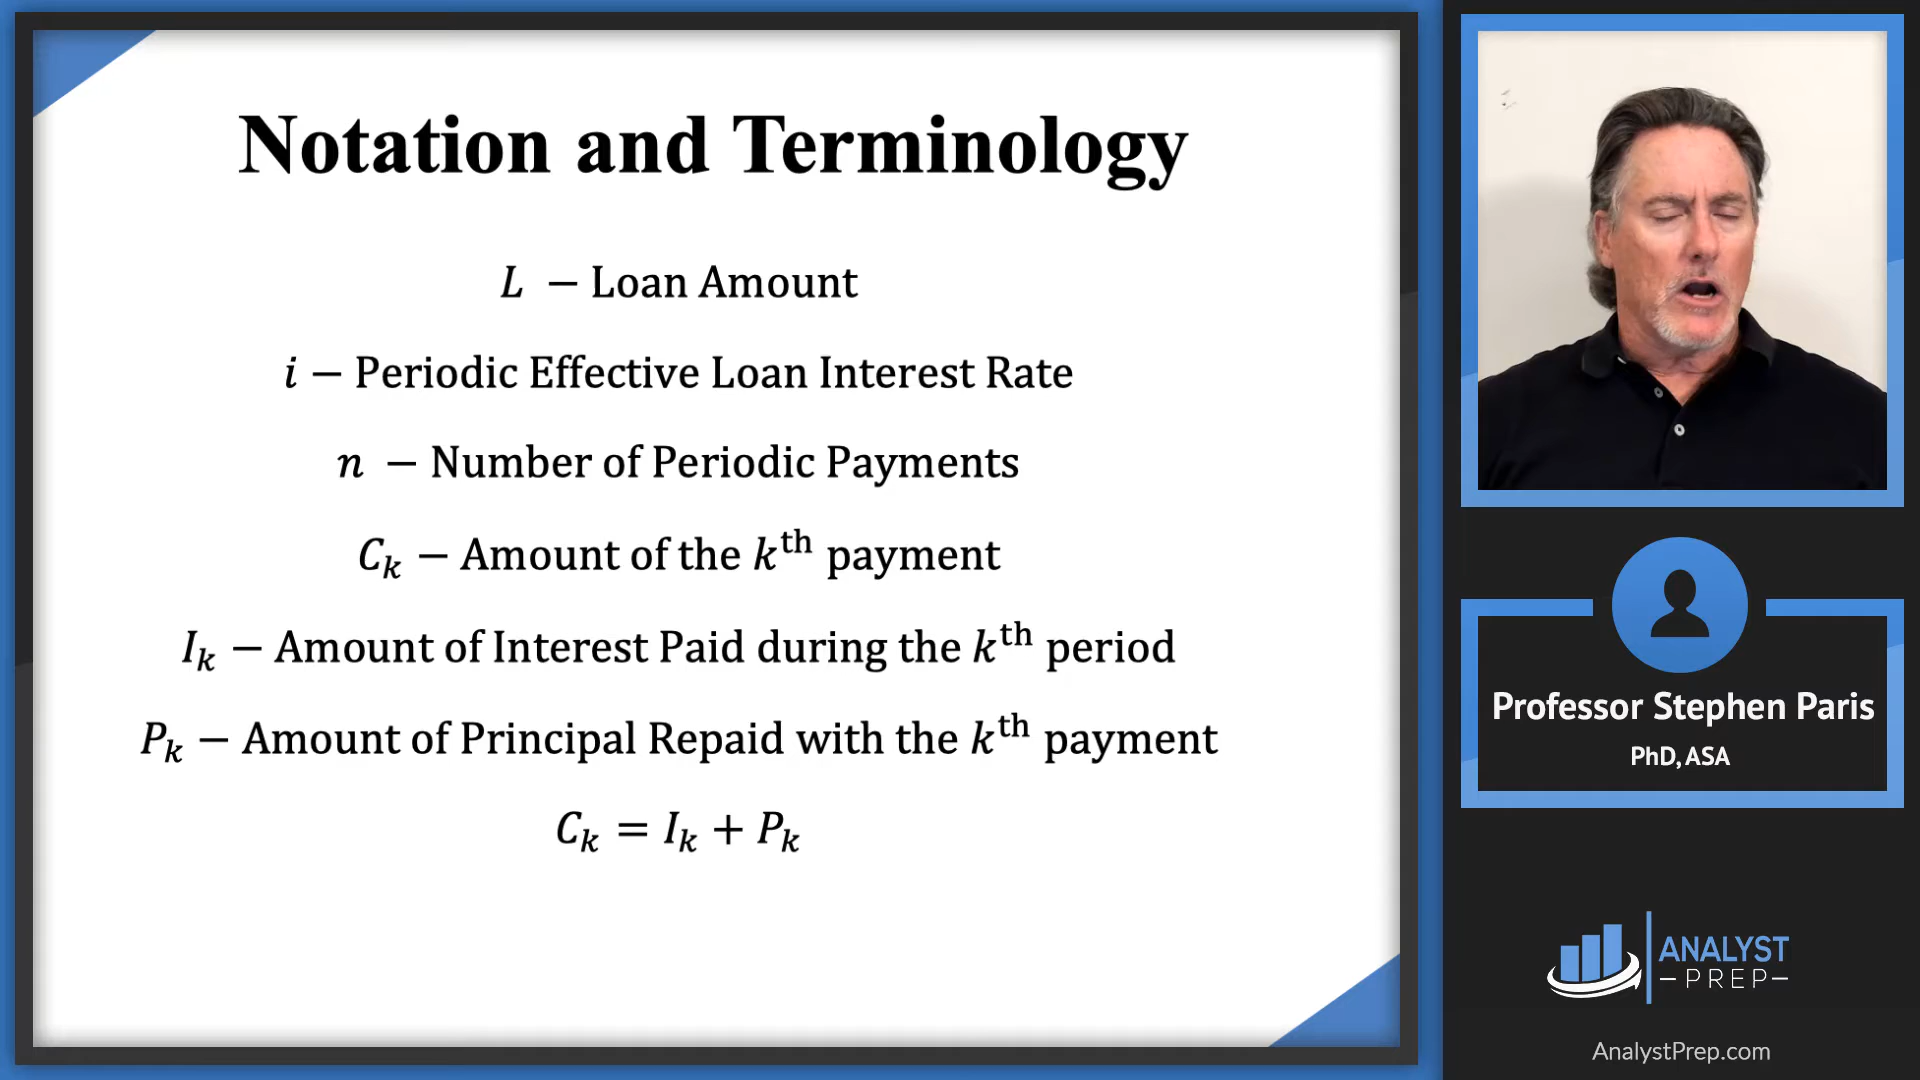 Notation and Terminology
L – Loan Amount
i – Periodic Effective Loan Interest Rate
n – Number of Periodic Payments
Cₖ – Amount of the kᵗʰ payment
Iₖ – Amount of Interest Paid during the kᵗʰ period
Pₖ – Amount of Principal Repaid with the kᵗʰ payment
Cₖ = Iₖ + Pₖ
Professor Stephen Paris
PhD, ASA
ANALYST
PREP
AnalystPrep.com